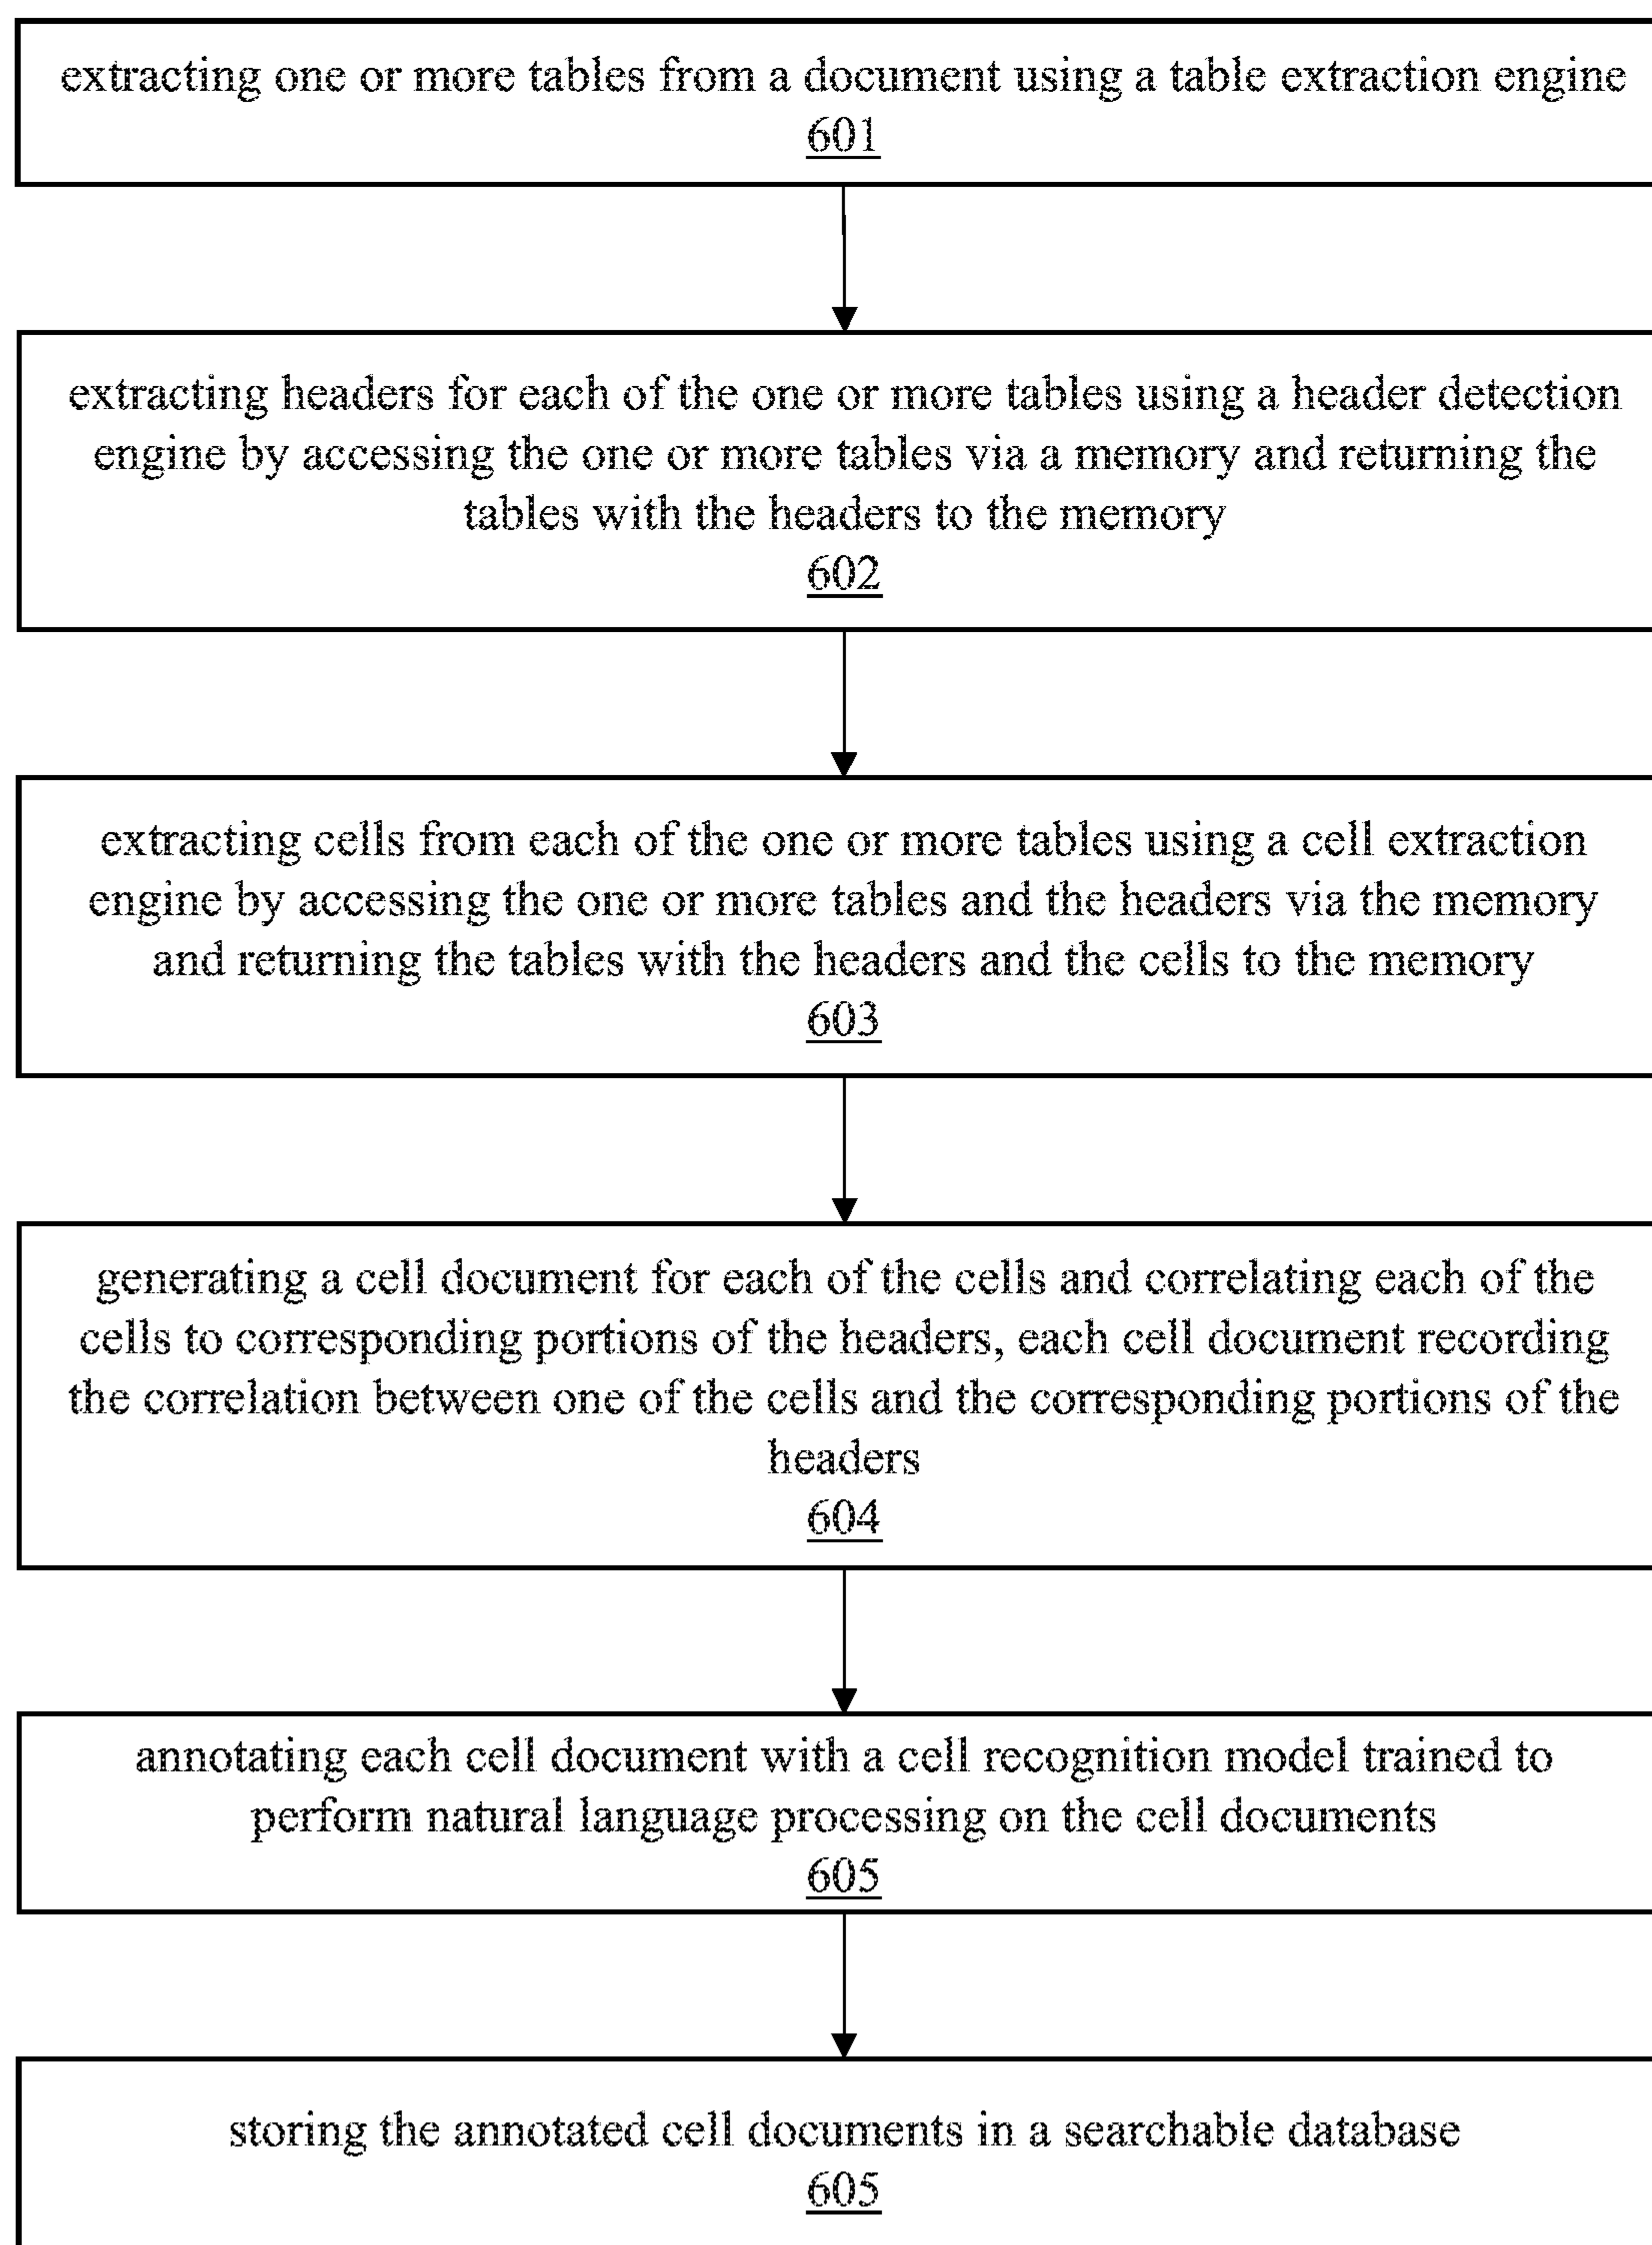 extracting one or more tables from a document using a table extraction engine
601
extracting headers for each of the one or more tables using a header detection
engine by accessing the one or more tables via a memory and returning the
tables with the headers to the memory
602
extracting cells from each of the one or more tables using a cell extraction
engine by accessing the one or more tables and the headers via the memory
and returning the tables with the headers and the cells to the memory
603
generating a cell document for each of the cells and correlating each of the
cells to corresponding portions of the headers, each cell document recording
the correlation between one of the cells and the corresponding portions of the
headers
604
annotating each cell document with a cell recognition model trained to
perform natural language processing on the cell documents
605
storing the annotated cell documents in a searchable database
605